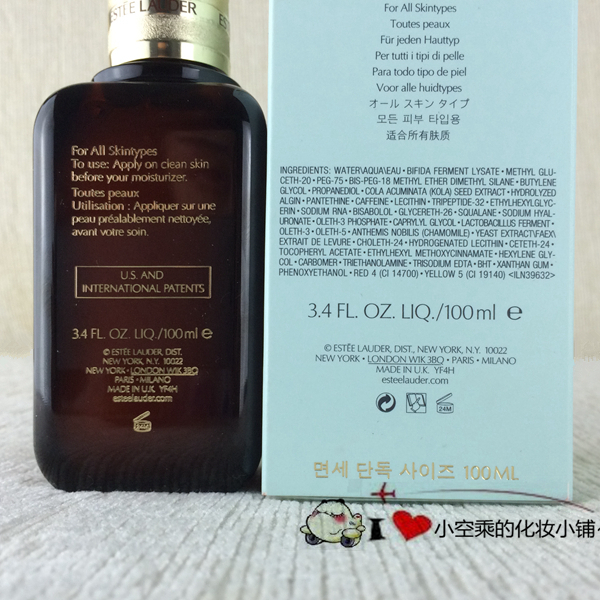 ESTĒE LAUDER
For All Skintypes
To use: Apply on clean skin
before your moisturizer.
Toutes peaux
Utilisation : Appliquer sur une
peau préalablement nettoyée,
avant votre soin.
U.S. AND
INTERNATIONAL PATENTS
3.4 FL. OZ. LIQ./100ml ℮
© ESTĒE LAUDER, DIST.
NEW YORK, N.Y. 10022
NEW YORK • LONDON W1K 3BQ
PARIS • MILANO
MADE IN U.K. YF4H
esteelauder.com
24M
For All Skintypes
Toutes peaux
Für jeden Hauttyp
Per tutti i tipi di pelle
Para todo tipo de piel
Voor alle huidtypes
オール スキン タイプ
모든 피부 타입용
适合所有肤质
INGREDIENTS: WATER\AQUA\EAU • BIFIDA FERMENT LYSATE • METHYL GLU-
CETH-20 • PEG-75 • BIS-PEG-18 METHYL ETHER DIMETHYL SILANE • BUTYLENE
GLYCOL • PROPANEDIOL • COLA ACUMINATA (KOLA) SEED EXTRACT • HYDROLYZED
ALGIN • PANTETHINE • CAFFEINE • LECITHIN • TRIPEPTIDE-32 • ETHYLHEXYLGLYC-
ERIN • SODIUM RNA • BISABOLOL • GLYCERETH-26 • SQUALANE • SODIUM HYAL-
URONATE • OLETH-3 PHOSPHATE • CAPRYLYL GLYCOL • LACTOBACILLUS FERMENT •
OLETH-3 • OLETH-5 • ANTHEMIS NOBILIS (CHAMOMILE) • YEAST EXTRACT\FAEX\
EXTRAIT DE LEVURE • CHOLETH-24 • HYDROGENATED LECITHIN • CETETH-24 •
TOCOPHERYL ACETATE • ETHYLHEXYL METHOXYCINNAMATE • HEXYLENE GLY-
COL • CARBOMER • TRIETHANOLAMINE • TRISODIUM EDTA • BHT • XANTHAN GUM •
PHENOXYETHANOL • RED 4 (CI 14700) • YELLOW 5 (CI 19140) <ILN39632>
3.4 FL. OZ. LIQ./100ml ℮
© ESTĒE LAUDER, DIST., NEW YORK, N.Y. 10022
NEW YORK • LONDON W1K 3BQ • PARIS • MILANO
MADE IN U.K. YF4H
esteelauder.com
24M
면세 단독 사이즈 100ML
I 小空乘的化妆小铺